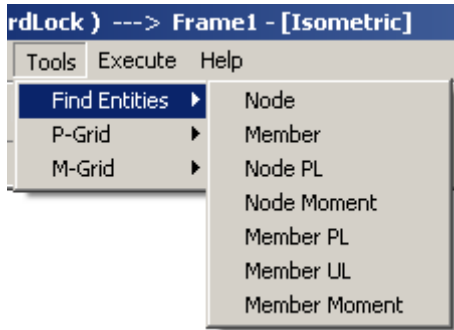 rdLock ) ---> Frame1 - [Isometric]
Tools Execute Help
Find Entities
P-Grid
M-Grid
Node
Member
Node PL
Node Moment
Member PL
Member UL
Member Moment